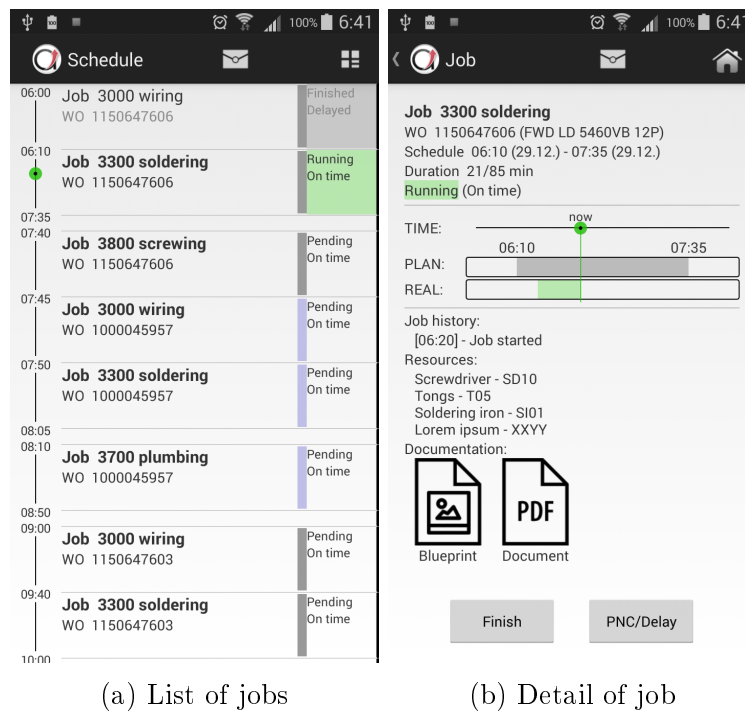 100% 6:41
Schedule
06:00
Job 3000 wiring
WO 1150647606
Finished
Delayed
06:10
Job 3300 soldering
WO 1150647606
Running
On time
07:35
07:40
Job 3800 screwing
WO 1150647606
Pending
On time
07:45
Job 3000 wiring
WO 1000045957
Pending
On time
07:50
Job 3300 soldering
WO 1000045957
Pending
On time
08:05
08:10
Job 3700 plumbing
WO 1000045957
Pending
On time
08:50
09:00
Job 3000 wiring
WO 1150647603
Pending
On time
09:40
Job 3300 soldering
WO 1150647603
Pending
On time
10:00
(a) List of jobs
100% 6:41
Job
Job 3300 soldering
WO 1150647606 (FWD LD 5460VB 12P)
Schedule 06:10 (29.12.) - 07:35 (29.12.)
Duration 21/85 min
Running (On time)
now
TIME:
06:10 07:35
PLAN:
REAL:
Job history:
[06:20] - Job started
Resources:
Screwdriver - SD10
Tongs - T05
Soldering iron - SI01
Lorem ipsum - XXYY
Documentation:
PDF
Blueprint Document
Finish PNC/Delay
(b) Detail of job